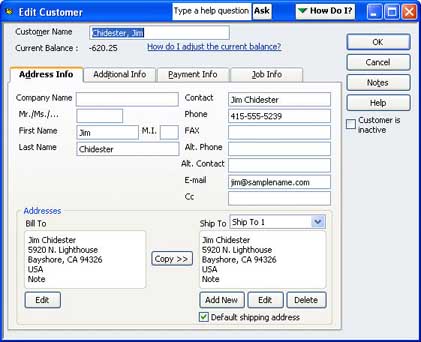 Edit Customer
Type a help question Ask
How Do I?
Customer Name Chidester, Jim
Current Balance : -620.25 How do I adjust the current balance?
OK
Cancel
Notes
Help
Customer is inactive
Address Info Additional Info Payment Info Job Info
Company Name
Mr./Ms./...
First Name Jim M.I.
Last Name Chidester
Contact Jim Chidester
Phone 415-555-5239
FAX
Alt. Phone
Alt. Contact
E-mail jim@samplename.com
Cc
Addresses
Bill To
Jim Chidester
5920 N. Lighthouse
Bayshore, CA 94326
USA
Note
Edit
Copy >>
Ship To Ship To 1
Jim Chidester
5920 N. Lighthouse
Bayshore, CA 94326
USA
Note
Add New Edit Delete
Default shipping address